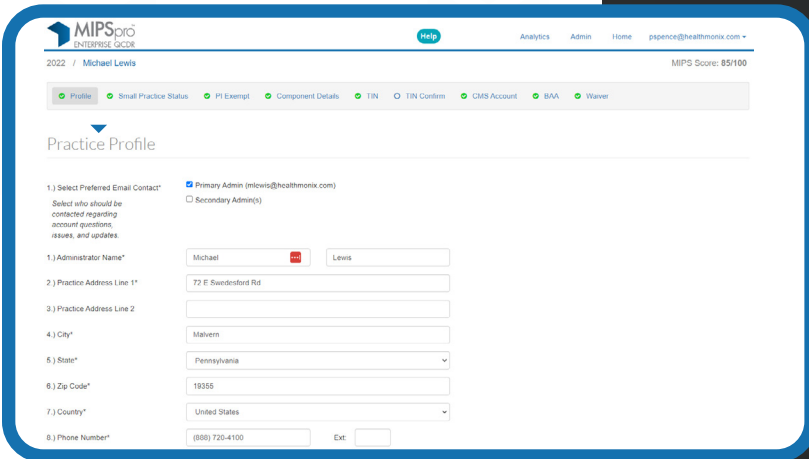 MIPSpro
ENTERPRISE QCDR
Help
Analytics Admin Home pspence@healthmonix.com
2022 / Michael Lewis MIPS Score: 85/100
Profile Small Practice Status PI Exempt Component Details TIN TIN Confirm CMS Account BAA Waiver
Practice Profile
1.) Select Preferred Email Contact* Primary Admin (mlewis@healthmonix.com)
Secondary Admin(s)
Select who should be
contacted regarding
account questions,
issues, and updates.
1.) Administrator Name* Michael Lewis
2.) Practice Address Line 1* 72 E Swedesford Rd
3.) Practice Address Line 2
4.) City* Malvern
5.) State* Pennsylvania
6.) Zip Code* 19355
7.) Country* United States
8.) Phone Number* (888) 720-4100 Ext: